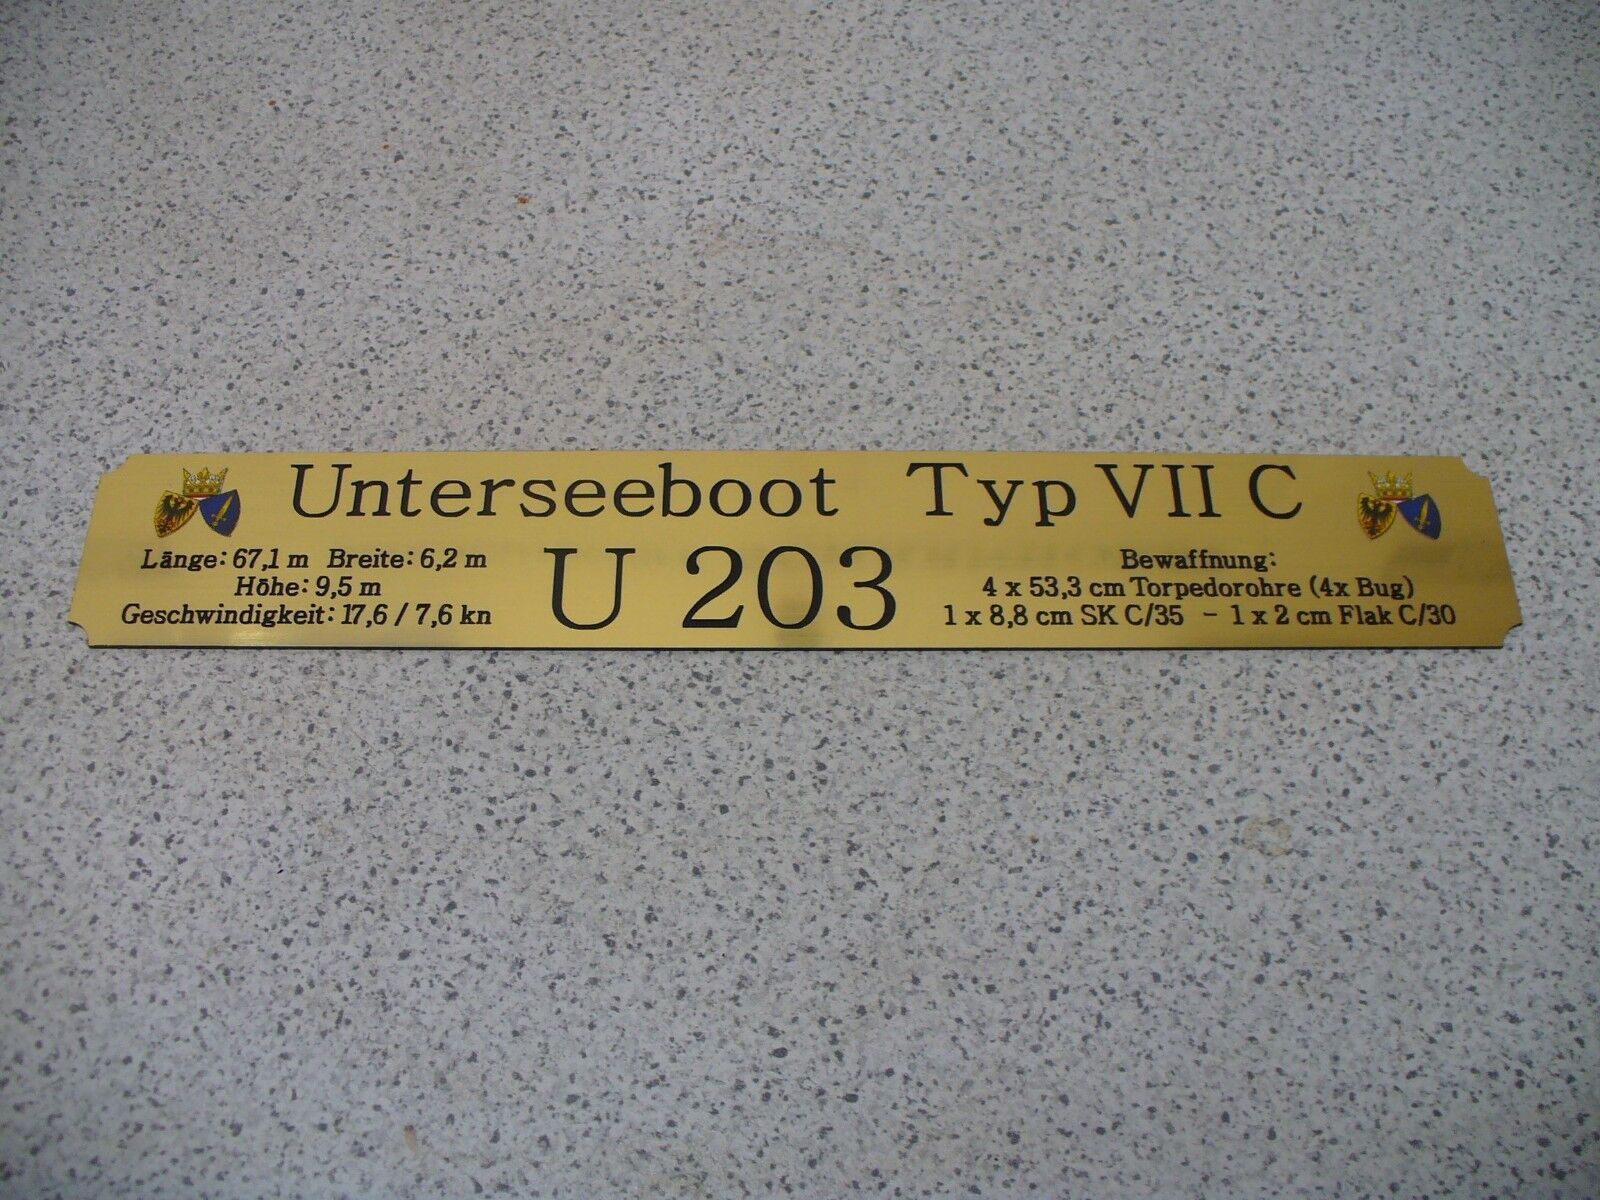 Unterseeboot Typ VII C
Länge: 67,1 m Breite: 6,2 m
Höhe: 9,5 m
Geschwindigkeit: 17,6 / 7,6 kn
U 203
Bewaffnung:
4 x 53,3 cm Torpedorohre (4x Bug)
1 x 8,8 cm SK C/35 - 1 x 2 cm Flak C/30